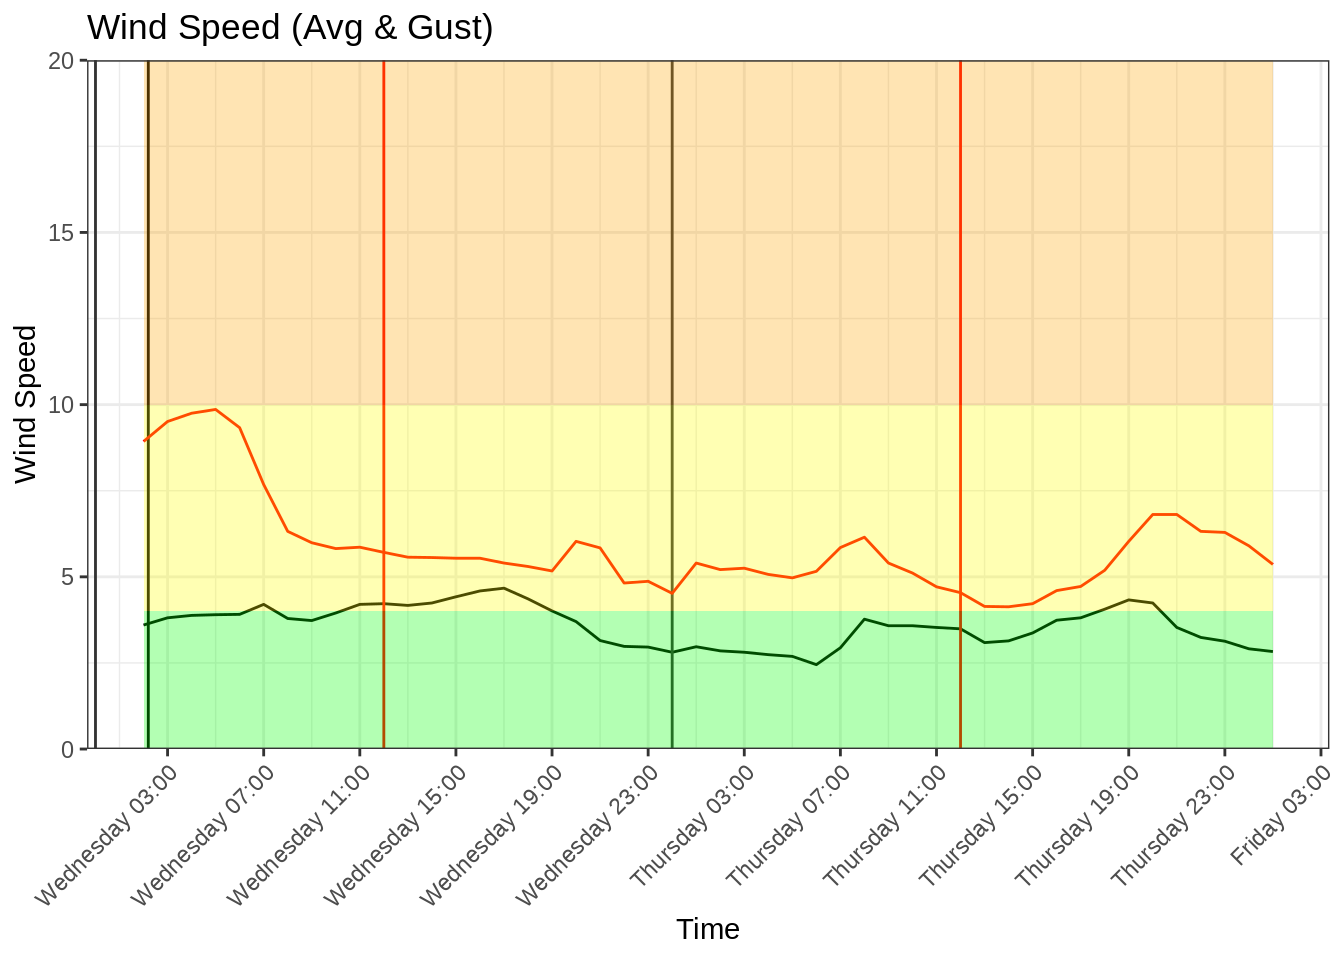 Wind Speed (Avg & Gust)
Wind Speed
20
15
10
5
0
Wednesday 03:00
Wednesday 07:00
Wednesday 11:00
Wednesday 15:00
Wednesday 19:00
Wednesday 23:00
Thursday 03:00
Thursday 07:00
Thursday 11:00
Thursday 15:00
Thursday 19:00
Thursday 23:00
Friday 03:00
Time